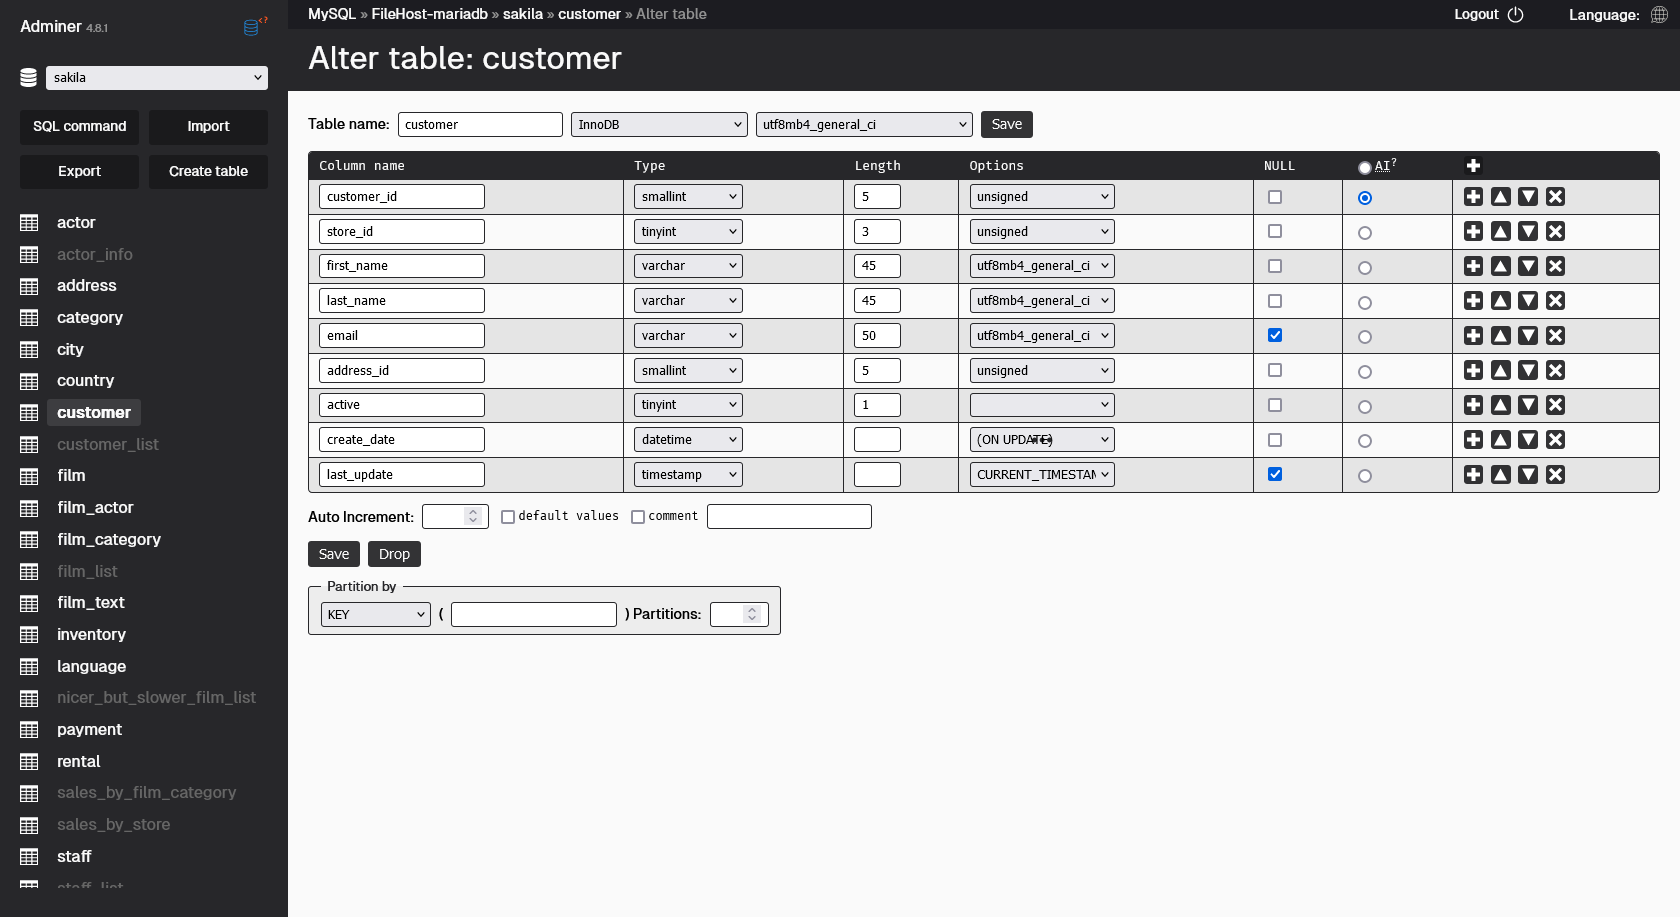 Adminer 4.8.1
sakila
SQL command
Import
Export
Create table
actor
actor_info
address
category
city
country
customer
customer_list
film
film_actor
film_category
film_list
film_text
inventory
language
nicer_but_slower_film_list
payment
rental
sales_by_film_category
sales_by_store
staff
staff_list
MySQL » FileHost-mariadb » sakila » customer » Alter table
Logout
Language:
Alter table: customer
Table name: customer InnoDB utf8mb4_general_ci Save
Column name Type Length Options NULL AI?
customer_id smallint 5 unsigned
store_id tinyint 3 unsigned
first_name varchar 45 utf8mb4_general_ci
last_name varchar 45 utf8mb4_general_ci
email varchar 50 utf8mb4_general_ci
address_id smallint 5 unsigned
active tinyint 1
create_date datetime (ON UPDATE)
last_update timestamp CURRENT_TIMESTAM
Auto Increment: default values comment
Save Drop
Partition by
KEY ( ) Partitions: